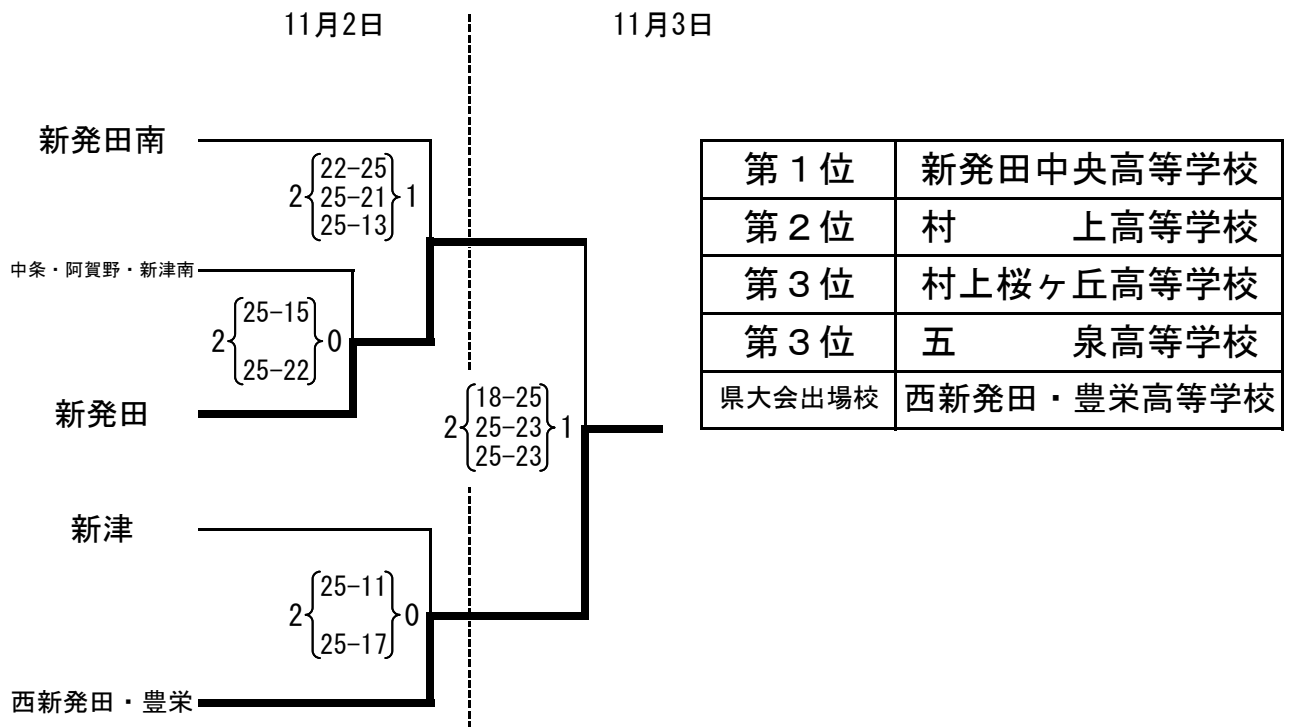 11月2日
11月3日
新発田南
22-25
2 25-21 1
25-13
中条・阿賀野・新津南
25-15
2 0
25-22
新発田
18-25
2 25-23 1
25-23
新津
25-11
2 0
25-17
西新発田・豊栄
第1位 新発田中央高等学校
第2位 村 上高等学校
第3位 村上桜ヶ丘高等学校
第3位 五 泉高等学校
県大会出場校 西新発田・豊栄高等学校